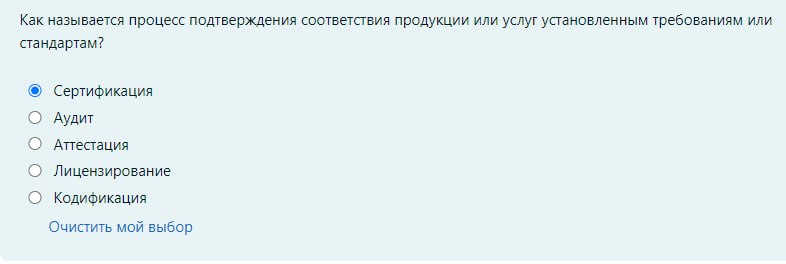 Как называется процесс подтверждения соответствия продукции или услуг установленным требованиям или
стандартам?
Сертификация
Аудит
Аттестация
Лицензирование
Кодификация
Очистить мой выбор